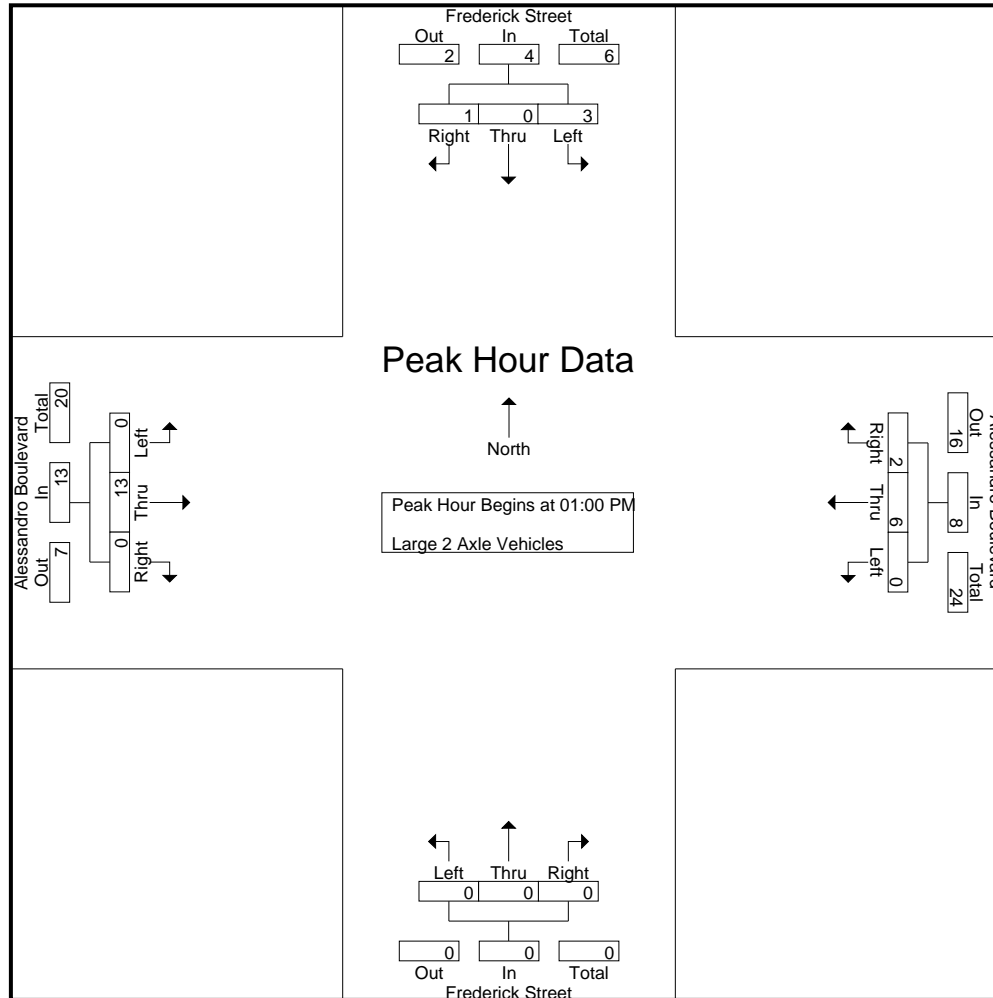 Frederick Street
Out In Total
2 4 6
1 0 3
Right Thru Left
Peak Hour Data
North
Peak Hour Begins at 01:00 PM
Large 2 Axle Vehicles
Alessandro Boulevard
Out In Total
7 13 20
Right Thru Left
0 13 0
Out In Total
16 8 24
Right Thru Left
2 6 0
Left Thru Right
0 0 0
0 0 0
Out In Total
Frederick Street